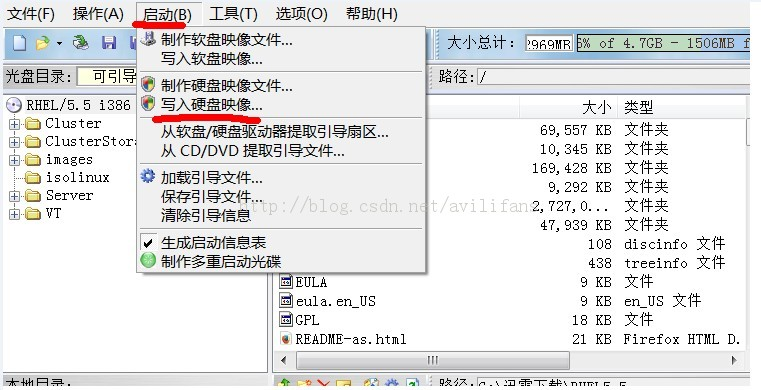 文件(F) 操作(A) 启动(B) 工具(T) 选项(O) 帮助(H)
大小总计: 2969MB 5% of 4.7GB - 1506MB f
光盘目录: 可引导 路径: /
制作软盘映像文件...
写入软盘映像...
制作硬盘映像文件...
写入硬盘映像...
从软盘/硬盘驱动器提取引导扇区...
从 CD/DVD 提取引导文件...
加载引导文件...
保存引导文件...
清除引导信息
生成启动信息表
制作多重启动光碟
RHEL/5.5 i386
Cluster
ClusterStora
images
isolinux
Server
VT
大小 类型
69,557 KB 文件夹
10,345 KB 文件夹
169,428 KB 文件夹
9,292 KB 文件夹
2,727,0... 文件夹
47,939 KB 文件夹
108 discinfo 文件
438 treeinfo 文件
EULA 9 KB 文件
eula.en_US 9 KB en_US 文件
GPL 18 KB 文件
README-as.html 21 KB Firefox HTML D.
http://blog.csdn.net/avilifans
本地目录: 路径: G:\迅雷下载\RHEL5.5